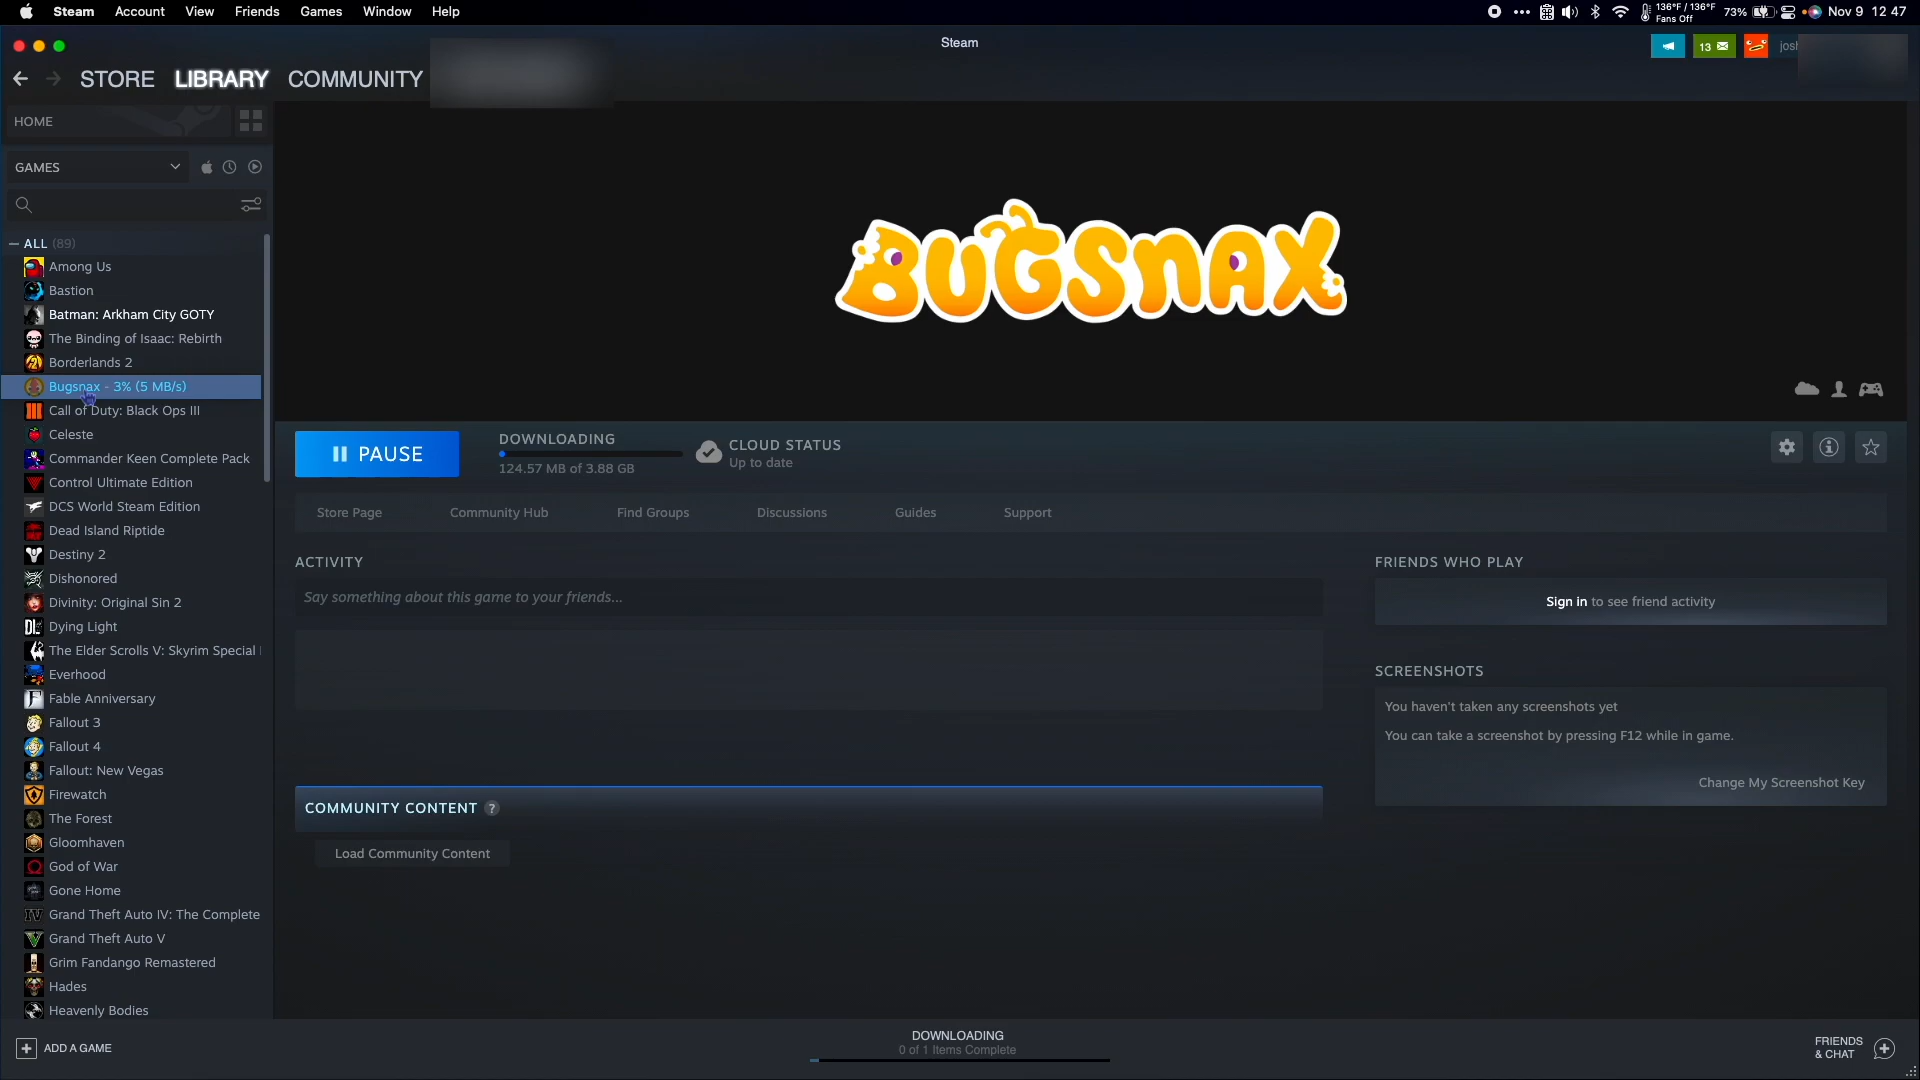 Steam Account View Friends Games Window Help
136°F / 136°F
Fans Off
73%
Nov 9 12 47
Steam
13
STORE LIBRARY COMMUNITY
HOME
GAMES
ALL (89)
Among Us
Bastion
Batman: Arkham City GOTY
The Binding of Isaac: Rebirth
Borderlands 2
Bugsnax - 3% (5 MB/s)
Call of Duty: Black Ops III
Celeste
Commander Keen Complete Pack
Control Ultimate Edition
DCS World Steam Edition
Dead Island Riptide
Destiny 2
Dishonored
Divinity: Original Sin 2
Dying Light
The Elder Scrolls V: Skyrim Special
Everhood
Fable Anniversary
Fallout 3
Fallout 4
Fallout: New Vegas
Firewatch
The Forest
Gloomhaven
God of War
Gone Home
Grand Theft Auto IV: The Complete
Grand Theft Auto V
Grim Fandango Remastered
Hades
Heavenly Bodies
ADD A GAME
BUGSNAX
PAUSE
DOWNLOADING
124.57 MB of 3.88 GB
CLOUD STATUS
Up to date
Store Page Community Hub Find Groups Discussions Guides Support
ACTIVITY
Say something about this game to your friends...
COMMUNITY CONTENT ?
Load Community Content
FRIENDS WHO PLAY
Sign in to see friend activity
SCREENSHOTS
You haven't taken any screenshots yet
You can take a screenshot by pressing F12 while in game.
Change My Screenshot Key
DOWNLOADING
0 of 1 Items Complete
FRIENDS
& CHAT